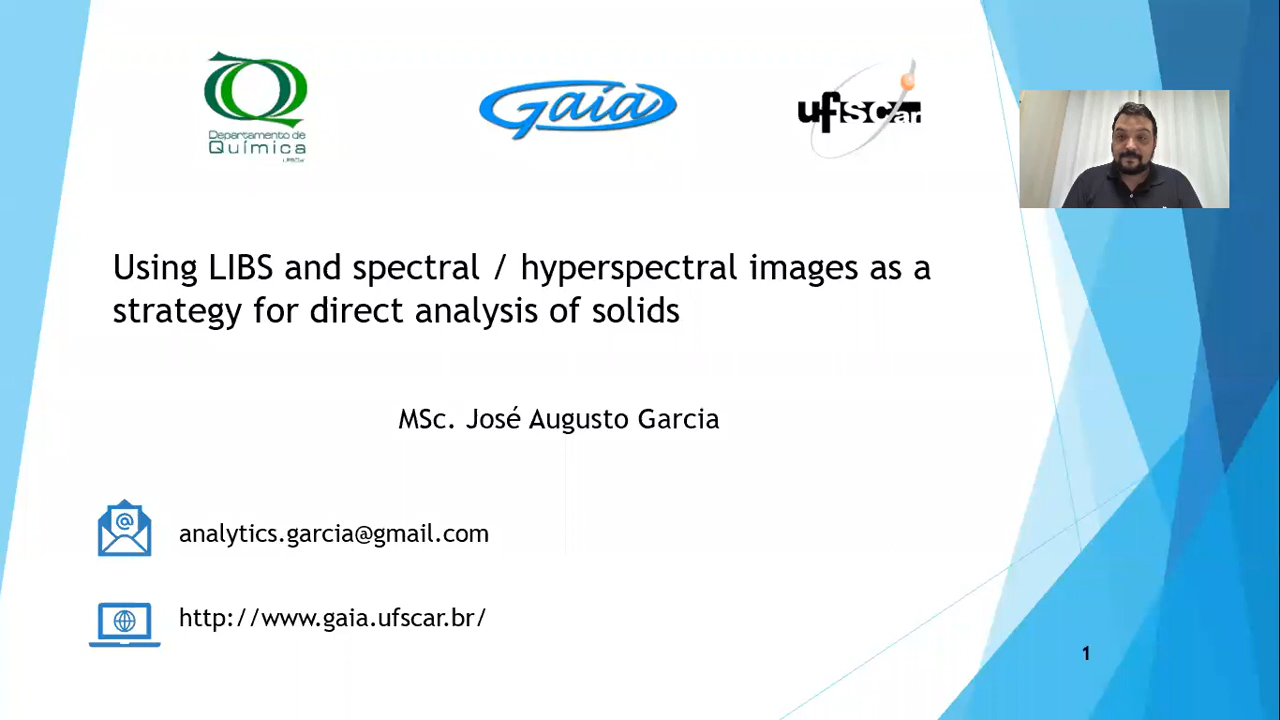 Departamento de
Química
UFSCar
Gaia
ufscar
Using LIBS and spectral / hyperspectral images as a
strategy for direct analysis of solids
MSc. José Augusto Garcia
@
analytics.garcia@gmail.com
http://www.gaia.ufscar.br/
1